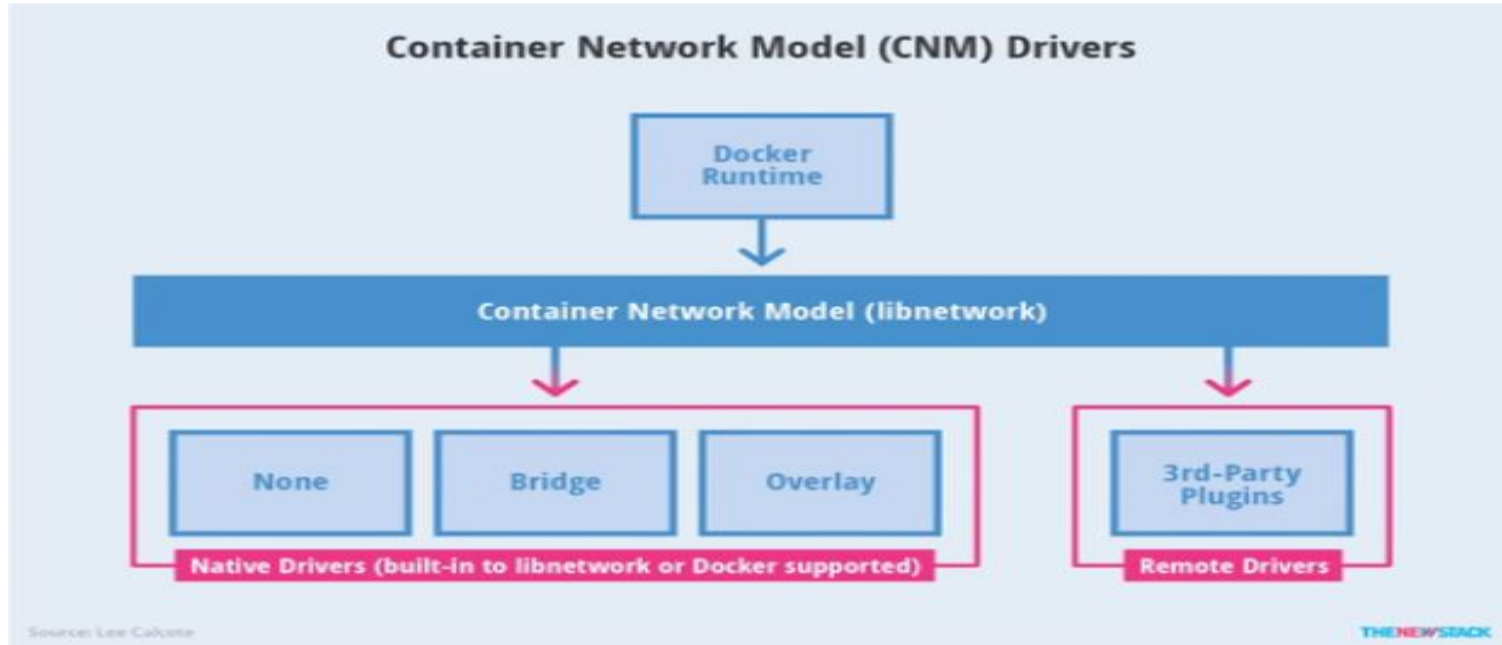 Container Network Model (CNM) Drivers
Docker
Runtime
Container Network Model (libnetwork)
None
Bridge
Overlay
3rd-Party
Plugins
Native Drivers (built-in to libnetwork or Docker supported)
Remote Drivers
Source: Lee Calcote
THENEWSTACK